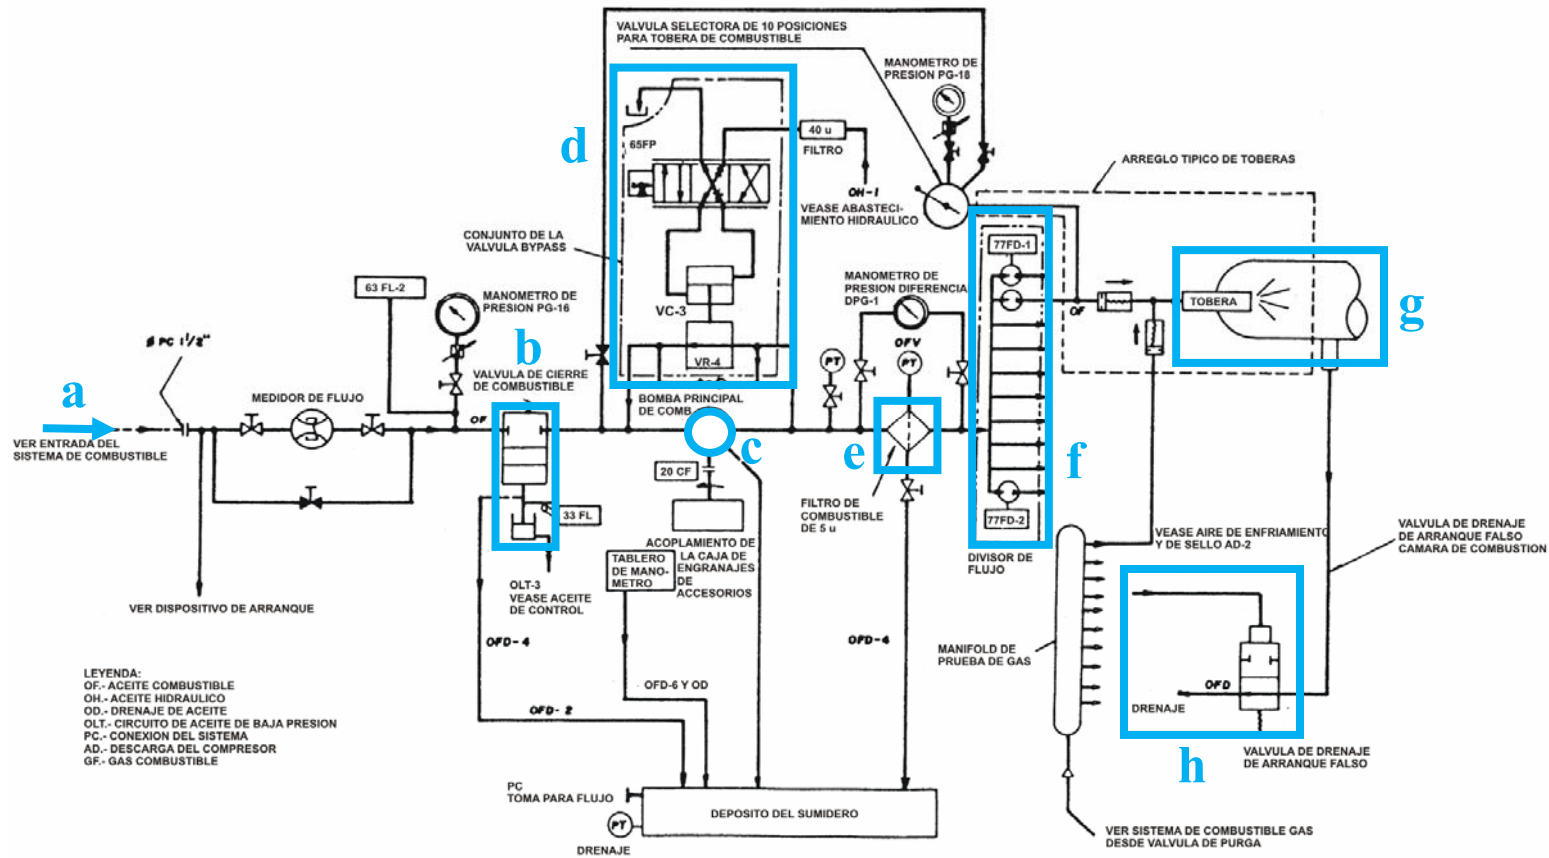 VALVULA SELECTORA DE 10 POSICIONES
PARA TOBERA DE COMBUSTIBLE
MANOMETRO DE
PRESION PG-18
d
65FP
40 u
FILTRO
OH-1
VEASE ABASTECI-
MIENTO HIDRAULICO
ARREGLO TIPICO DE TOBERAS
CONJUNTO DE LA
VALVULA BYPASS
77FD-1
63 FL-2
MANOMETRO DE
PRESION PG-16
VC-3
MANOMETRO DE
PRESION DIFERENCIA
DPG-1
OF
TOBERA
g
Ø PC 1 1/2"
b
VALVULA DE CIERRE
DE COMBUSTIBLE
VR-4
OFV
PT
PT
BOMBA PRINCIPAL
DE COMB.
a
MEDIDOR DE FLUJO
OF
VER ENTRADA DEL
SISTEMA DE COMBUSTIBLE
c
e
f
20 CF
33 FL
FILTRO DE
COMBUSTIBLE
DE 5 u
77FD-2
ACOPLAMIENTO DE
LA CAJA DE
ENGRANAJES
DE
ACCESORIOS
TABLERO
DE MANO-
METRO
DIVISOR DE
FLUJO
VEASE AIRE DE ENFRIAMIENTO
Y DE SELLO AD-2
VALVULA DE DRENAJE
DE ARRANQUE FALSO
CAMARA DE COMBUSTION
OLT-3
VEASE ACEITE
DE CONTROL
VER DISPOSITIVO DE ARRANQUE
OFD-4
OFD-4
MANIFOLD DE
PRUEBA DE GAS
OFD
DRENAJE
LEYENDA:
OF.- ACEITE COMBUSTIBLE
OH.- ACEITE HIDRAULICO
OD.- DRENAJE DE ACEITE
OLT.- CIRCUITO DE ACEITE DE BAJA PRESION
PC.- CONEXION DEL SISTEMA
AD.- DESCARGA DEL COMPRESOR
GF.- GAS COMBUSTIBLE
OFD-6 Y OD
OFD-2
h
VALVULA DE DRENAJE
DE ARRANQUE FALSO
PC
TOMA PARA FLUJO
DEPOSITO DEL SUMIDERO
PT
DRENAJE
VER SISTEMA DE COMBUSTIBLE GAS
DESDE VALVULA DE PURGA